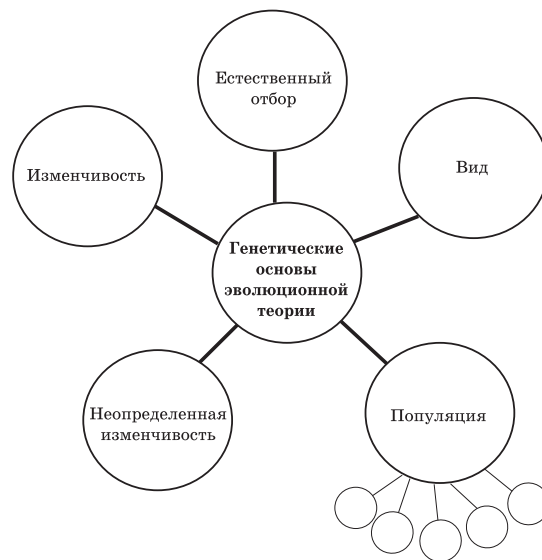 Естественный
отбор
Изменчивость
Вид
Генетические
основы
эволюционной
теории
Неопределенная
изменчивость
Популяция